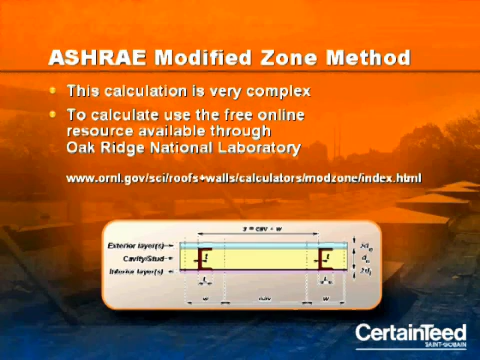 ASHRAE Modified Zone Method
This calculation is very complex
To calculate use the free online
resource available through
Oak Ridge National Laboratory
www.ornl.gov/sci/roofs+walls/calculators/modzone/index.html
s = cav + w
Exterior layer(s)
Cavity/Stud
Interior layer(s)
w
cav
w
CertainTeed
SAINT-GOBAIN